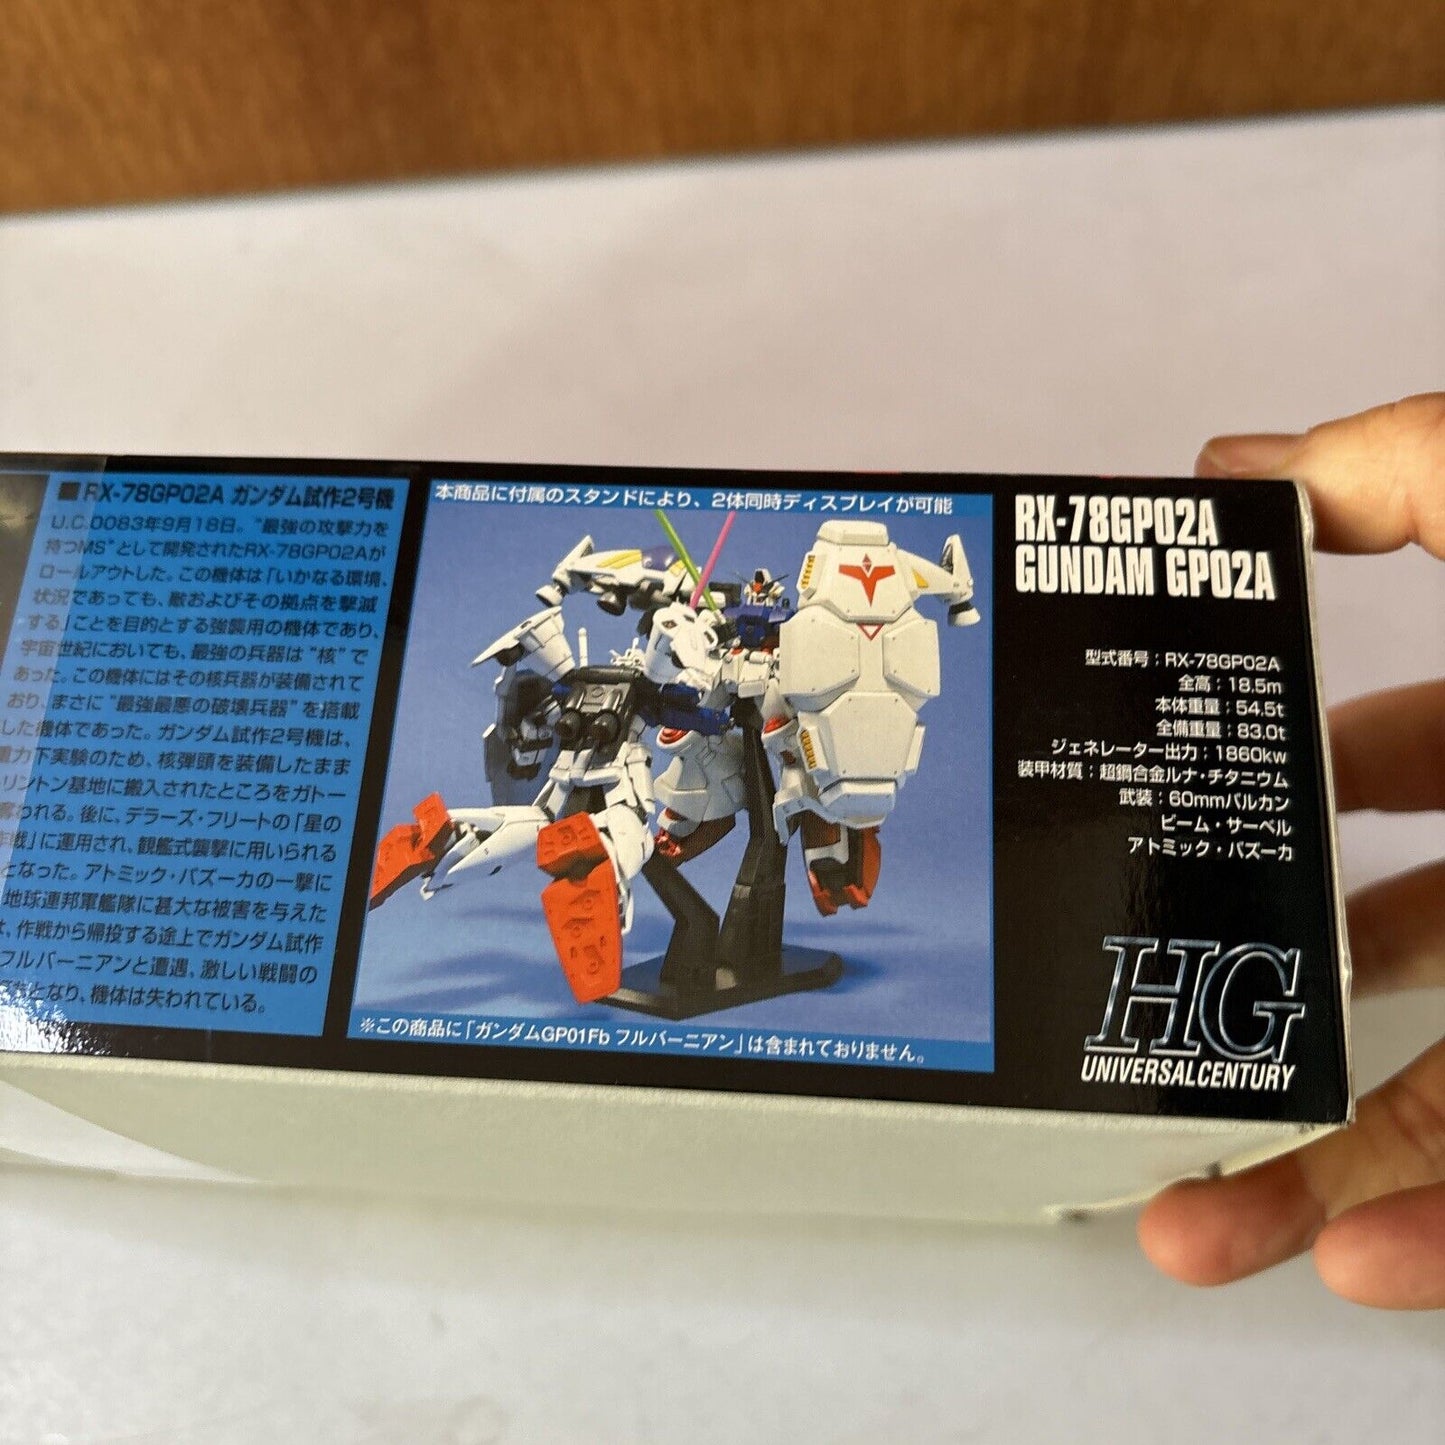 ■RX-78GP02A ガンダム試作2号機
U.C.0083年9月18日。“最強の攻撃力を
持つMS”として開発されたRX-78GP02Aが
ロールアウトした。この機体は「いかなる環境、
状況であっても、敵およびその拠点を撃滅
する」ことを目的とする強襲用の機体であり、
宇宙世紀においても、最強の兵器は“核”で
あった。この機体にはその核兵器が装備されて
おり、まさに“最強最悪の破壊兵器”を搭載
した機体であった。ガンダム試作2号機は、
重力下実験のため、核弾頭を装備したまま
リントン基地に搬入されたところをガトー
奪われる。後に、デラーズ・フリートの「星の
戦」に運用され、観艦式襲撃に用いられる
となった。アトミック・バズーカの一撃に
地球連邦軍艦隊に甚大な被害を与えた
、作戦から帰投する途上でガンダム試作
フルバーニアンと遭遇、激しい戦闘の
となり、機体は失われている。
本商品に付属のスタンドにより、2体同時ディスプレイが可能
※この商品に「ガンダムGP01Fb フルバーニアン」は含まれておりません。
RX-78GP02A
GUNDAM GP02A
型式番号:RX-78GP02A
全高:18.5m
本体重量:54.5t
全備重量:83.0t
ジェネレーター出力:1860kw
装甲材質:超鋼合金ルナ・チタニウム
武装:60mmバルカン
ビーム・サーベル
アトミック・バズーカ
HG
UNIVERSAL CENTURY